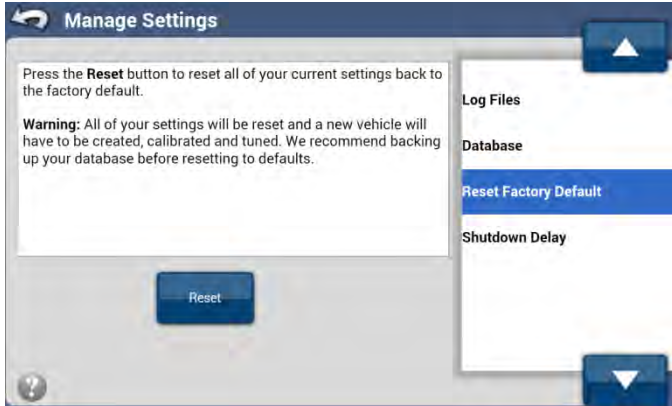 Manage Settings
Press the Reset button to reset all of your current settings back to
the factory default.
Warning: All of your settings will be reset and a new vehicle will
have to be created, calibrated and tuned. We recommend backing
up your database before resetting to defaults.
Reset
Log Files
Database
Reset Factory Default
Shutdown Delay
?